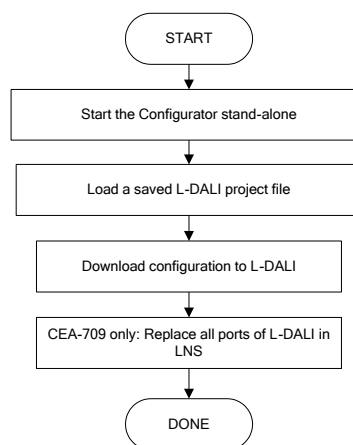 START
Start the Configurator stand-alone
Load a saved L-DALI project file
Download configuration to L-DALI
CEA-709 only: Replace all ports of L-DALI in
LNS
DONE